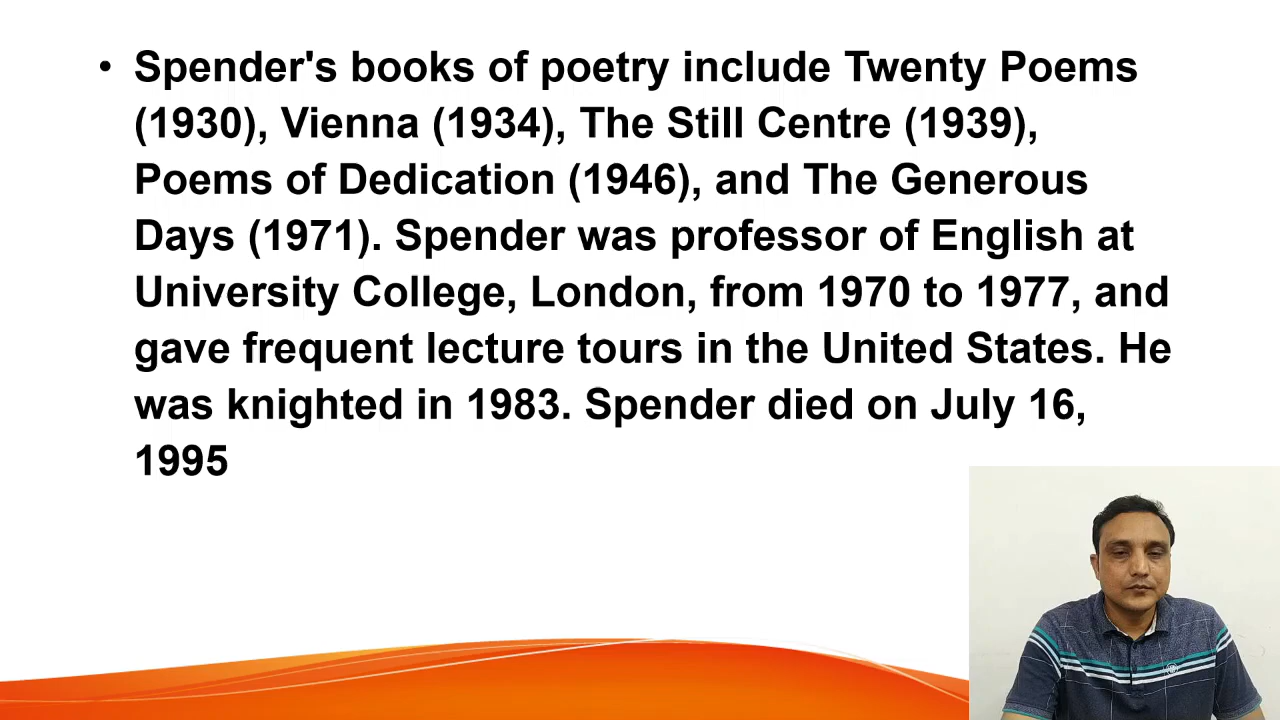 • Spender's books of poetry include Twenty Poems
(1930), Vienna (1934), The Still Centre (1939),
Poems of Dedication (1946), and The Generous
Days (1971). Spender was professor of English at
University College, London, from 1970 to 1977, and
gave frequent lecture tours in the United States. He
was knighted in 1983. Spender died on July 16,
1995